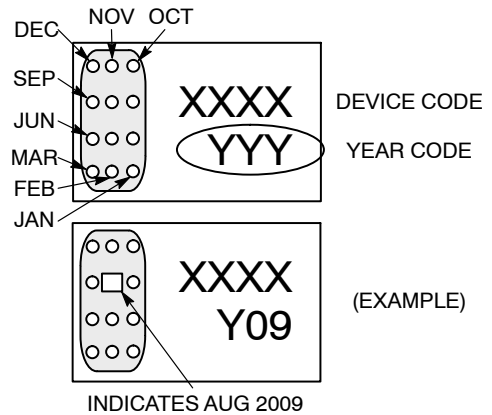 NOV OCT
DEC
SEP
XXXX DEVICE CODE
JUN
YYY YEAR CODE
MAR
FEB
JAN
XXXX
(EXAMPLE)
Y09
INDICATES AUG 2009